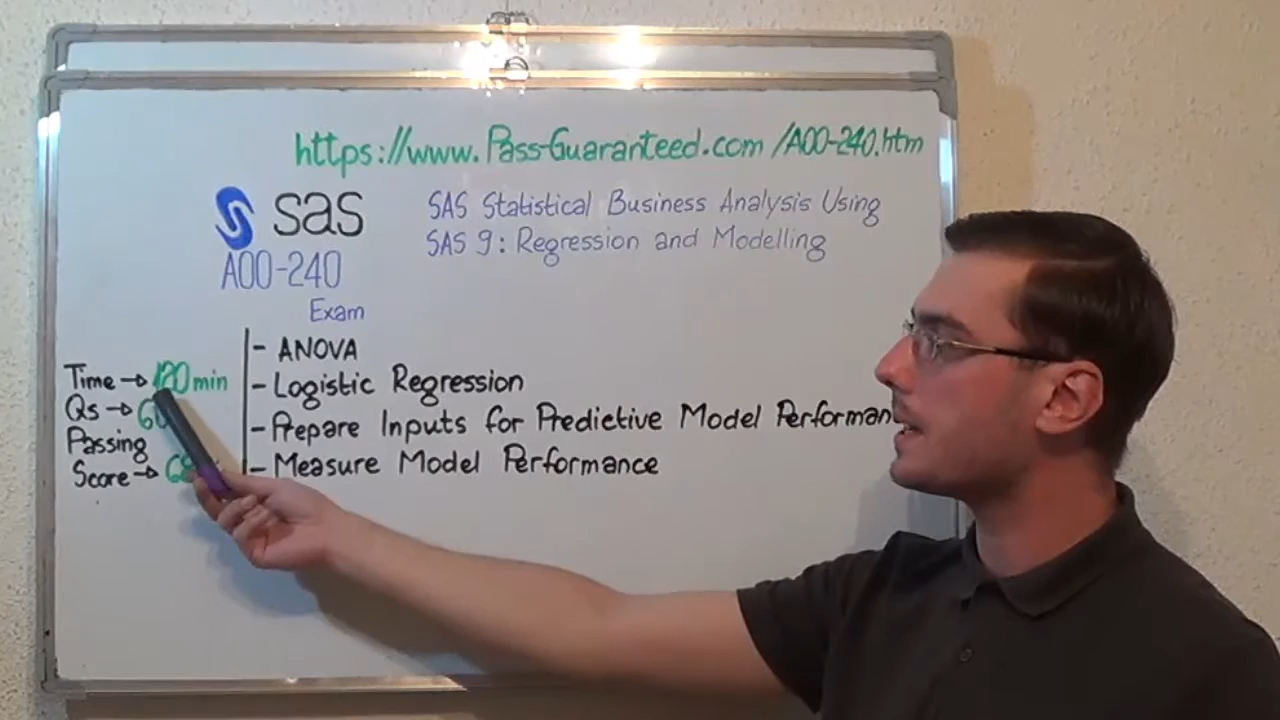 https://www.Pass-Guaranteed.com/A00-240.htm
sas
A00-240
Exam
SAS Statistical Business Analysis Using
SAS 9: Regression and Modelling
Time → 120 min
Qs → 60
Passing
Score → 68
- ANOVA
- Logistic Regression
- Prepare Inputs for Predictive Model
- Measure Model Performance